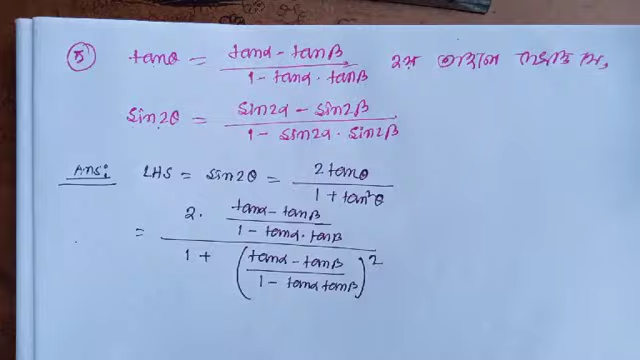 ক) tanθ = (tanα - tanβ)/(1 - tanα · tanβ) হয় তাহলে
sin2θ = (sin2α - sin2β)/(1 - sin2α · sin2β)
Ans: LHS = sin2θ = 2tanθ/(1 + tan²θ)
= (2 · (tanα - tanβ)/(1 - tanα · tanβ))/(1 + ((tanα - tanβ)/(1 - tanα tanβ))²)